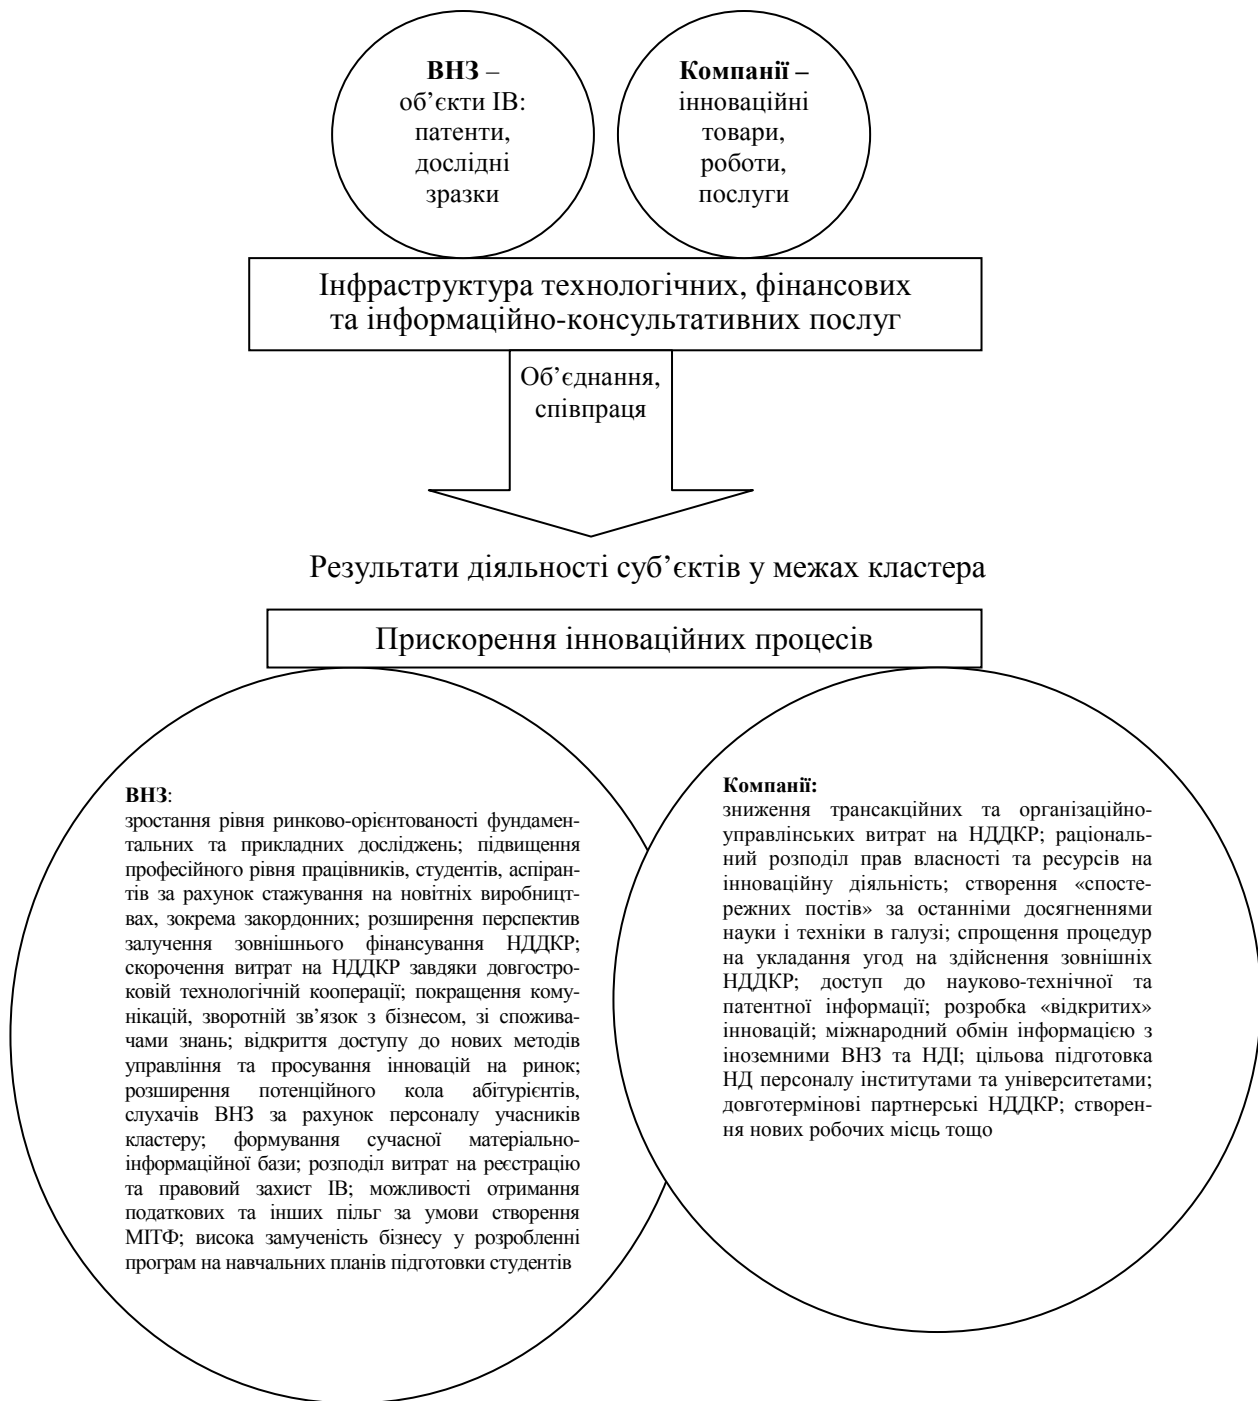 ВНЗ –
об’єкти ІВ:
патенти,
дослідні
зразки
Компанії –
інноваційні
товари,
роботи,
послуги
Інфраструктура технологічних, фінансових
та інформаційно-консультативних послуг
Об’єднання,
співпраця
Результати діяльності суб’єктів у межах кластера
Прискорення інноваційних процесів
ВНЗ:
зростання рівня ринково-орієнтованості фундамен-
тальних та прикладних досліджень; підвищення
професійного рівня працівників, студентів, аспіран-
тів за рахунок стажування на новітніх виробницт-
вах, зокрема закордонних; розширення перспектив
залучення зовнішнього фінансування НДДКР;
скорочення витрат на НДДКР завдяки довгостро-
ковій технологічній кооперації; покращення кому-
нікацій, зворотній зв’язок з бізнесом, зі спожива-
чами знань; відкриття доступу до нових методів
управління та просування інновацій на ринок;
розширення потенційного кола абітурієнтів,
слухачів ВНЗ за рахунок персоналу учасників
кластеру; формування сучасної матеріально-
інформаційної бази; розподіл витрат на реєстрацію
та правовий захист ІВ; можливості отримання
податкових та інших пільг за умови створення
МІТФ; висока замученість бізнесу у розробленні
програм на навчальних планів підготовки студентів
Компанії:
зниження трансакційних та організаційно-
управлінських витрат на НДДКР; раціональ-
ний розподіл прав власності та ресурсів на
інноваційну діяльність; створення «спосте-
режних постів» за останніми досягненнями
науки і техніки в галузі; спрощення процедур
на укладання угод на здійснення зовнішніх
НДДКР; доступ до науково-технічної та
патентної інформації; розробка «відкритих»
інновацій; міжнародний обмін інформацією з
іноземними ВНЗ та НДІ; цільова підготовка
НД персоналу інститутами та університетами;
довготермінові партнерські НДДКР; створен-
ня нових робочих місць тощо